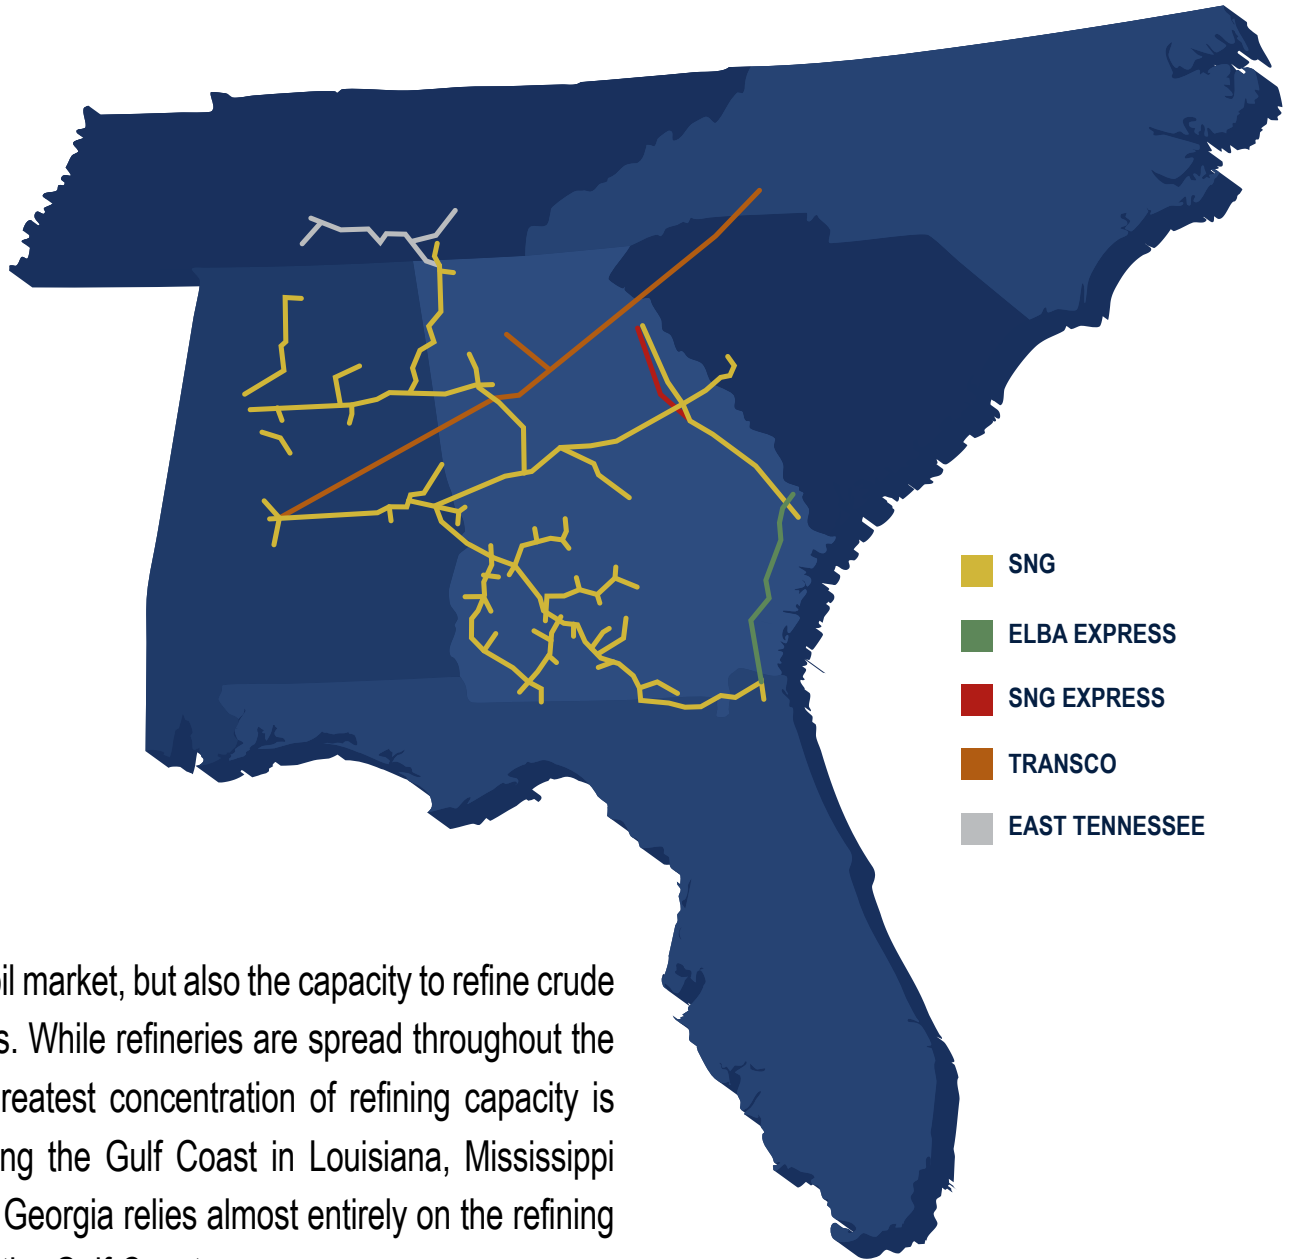 SNG
ELBA EXPRESS
SNG EXPRESS
TRANSCO
EAST TENNESSEE
oil market, but also the capacity to refine crude
s. While refineries are spread throughout the
reatest concentration of refining capacity is
ng the Gulf Coast in Louisiana, Mississippi
Georgia relies almost entirely on the refining